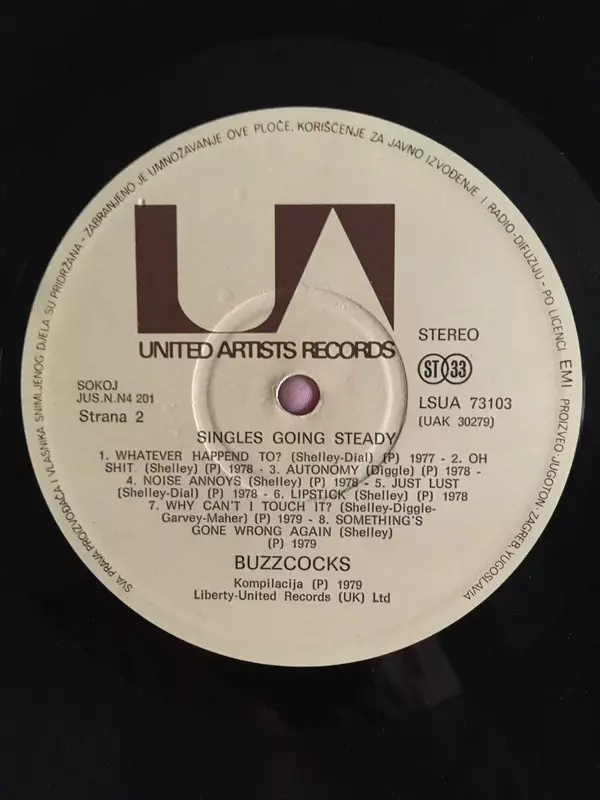 SVA PRAVA PROIZVOĐAČA I VLASNIKA SNIMLJENOG DJELA SU PRIDRŽANA - ZABRANJENO JE UMNOŽAVANJE OVE PLOČE, KORIŠĆENJE ZA JAVNO IZVOĐENJE I RADIO-DIFUZIJU - PO LICENCI EMI PROIZVEO JUGOTON - ZAGREB, YUGOSLAVIA
UA
UNITED ARTISTS RECORDS
STEREO
ST 33
SOKOJ
JUS.N.N4 201
Strana 2
LSUA 73103
(UAK 30279)
SINGLES GOING STEADY
1. WHATEVER HAPPEND TO? (Shelley-Dial) (P) 1977 - 2. OH
SHIT (Shelley) (P) 1978 - 3. AUTONOMY (Diggle) (P) 1978 -
4. NOISE ANNOYS (Shelley) (P) 1978 - 5. JUST LUST
(Shelley-Dial) (P) 1978 - 6. LIPSTICK (Shelley) (P) 1978
7. WHY CAN'T I TOUCH IT? (Shelley-Diggle-
Garvey-Maher) (P) 1979 - 8. SOMETHING'S
GONE WRONG AGAIN (Shelley)
(P) 1979
BUZZCOCKS
Kompilacija (P) 1979
Liberty-United Records (UK) Ltd